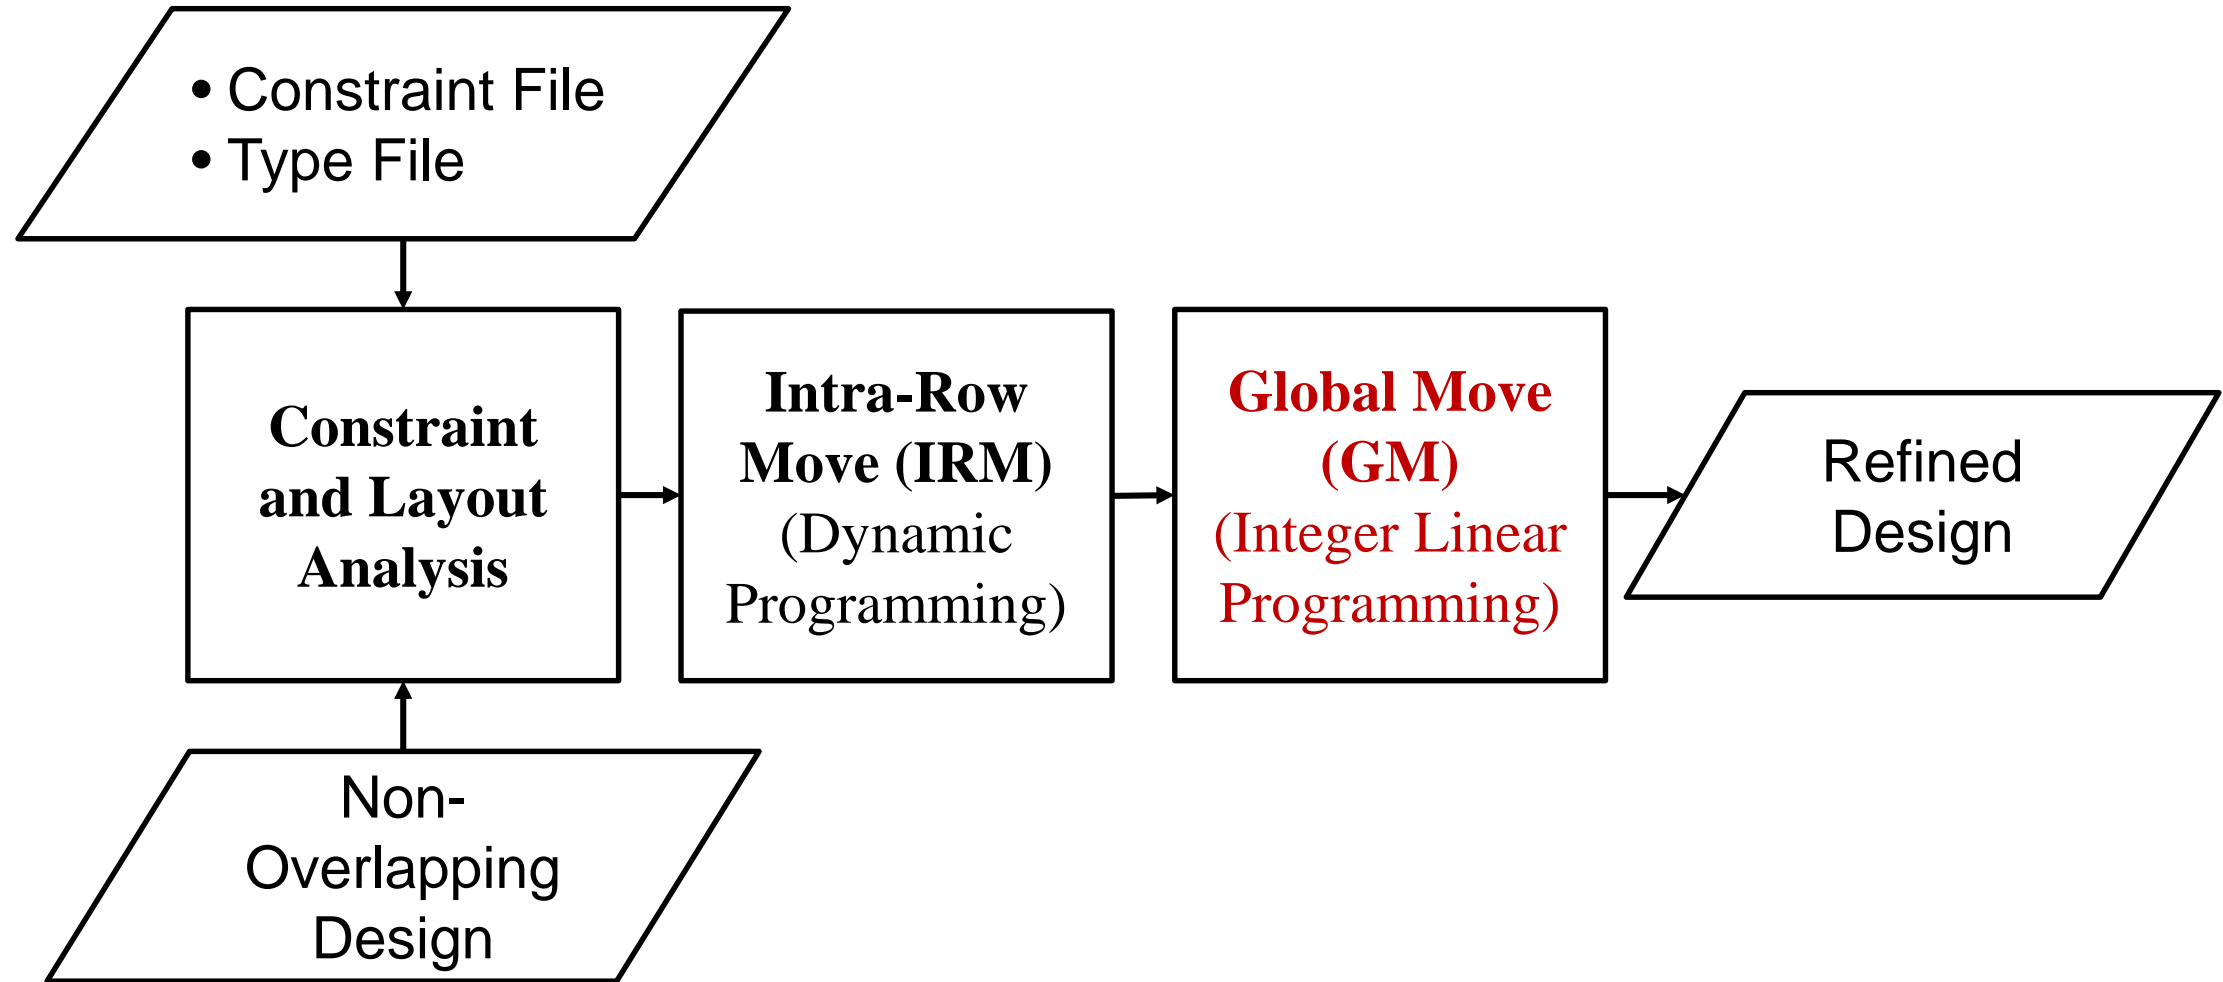 • Constraint File
• Type File
Constraint
and Layout
Analysis
Intra-Row
Move (IRM)
(Dynamic
Programming)
Global Move
(GM)
(Integer Linear
Programming)
Refined
Design
Non-
Overlapping
Design